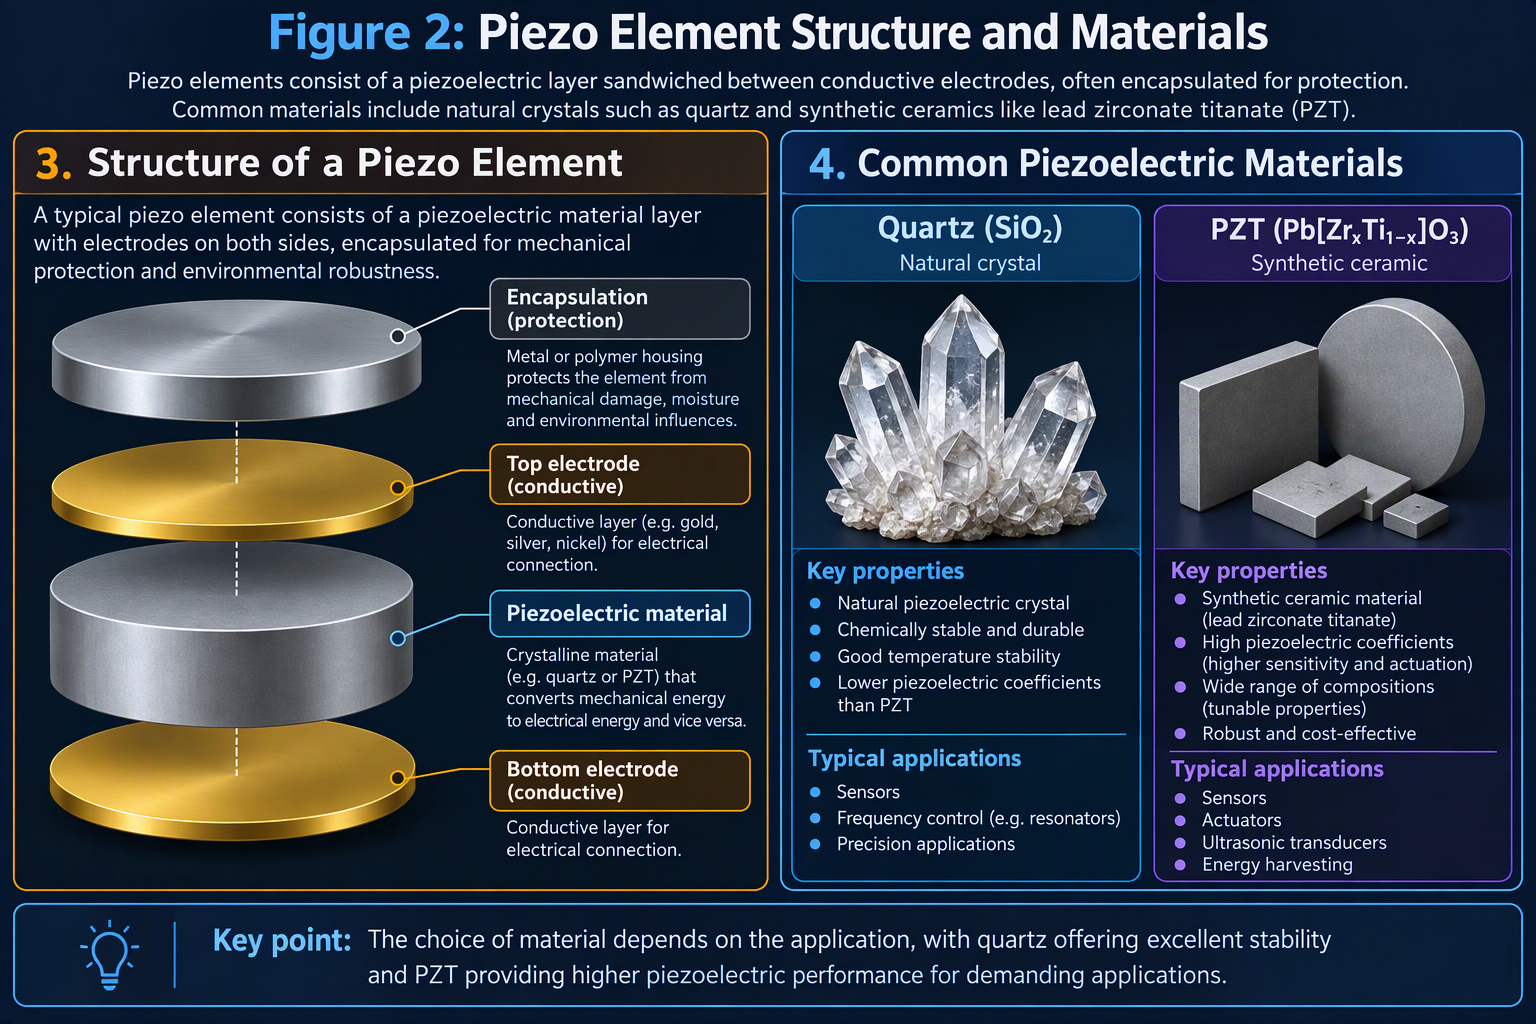 Figure 2: Piezo Element Structure and Materials
Piezo elements consist of a piezoelectric layer sandwiched between conductive electrodes, often encapsulated for protection.
Common materials include natural crystals such as quartz and synthetic ceramics like lead zirconate titanate (PZT).
3. Structure of a Piezo Element
A typical piezo element consists of a piezoelectric material layer
with electrodes on both sides, encapsulated for mechanical
protection and environmental robustness.
Encapsulation
(protection)
Metal or polymer housing
protects the element from
mechanical damage, moisture
and environmental influences.
Top electrode
(conductive)
Conductive layer (e.g. gold,
silver, nickel) for electrical
connection.
Piezoelectric material
Crystalline material
(e.g. quartz or PZT) that
converts mechanical energy
to electrical energy and vice versa.
Bottom electrode
(conductive)
Conductive layer for
electrical connection.
4. Common Piezoelectric Materials
Quartz (SiO₂)
Natural crystal
Key properties
● Natural piezoelectric crystal
● Chemically stable and durable
● Good temperature stability
● Lower piezoelectric coefficients
than PZT
Typical applications
● Sensors
● Frequency control (e.g. resonators)
● Precision applications
PZT (Pb[ZrₓTi₁₋ₓ]O₃)
Synthetic ceramic
Key properties
● Synthetic ceramic material
(lead zirconate titanate)
● High piezoelectric coefficients
(higher sensitivity and actuation)
● Wide range of compositions
(tunable properties)
● Robust and cost-effective
Typical applications
● Sensors
● Actuators
● Ultrasonic transducers
● Energy harvesting
Key point: The choice of material depends on the application, with quartz offering excellent stability
and PZT providing higher piezoelectric performance for demanding applications.